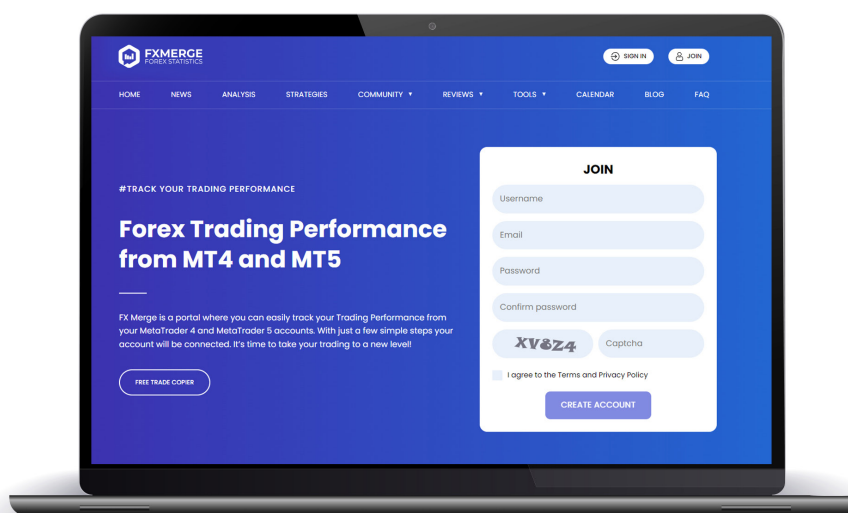 FXMERGE
FOREX STATISTICS
SIGN IN
JOIN
HOME NEWS ANALYSIS STRATEGIES COMMUNITY ▼ REVIEWS ▼ TOOLS ▼ CALENDAR BLOG FAQ
#TRACK YOUR TRADING PERFORMANCE
Forex Trading Performance
from MT4 and MT5
FX Merge is a portal where you can easily track your Trading Performance from
your MetaTrader 4 and MetaTrader 5 accounts. With just a few simple steps your
account will be connected. It's time to take your trading to a new level!
FREE TRADE COPIER
JOIN
Username
Email
Password
Confirm password
XV8Z4
Captcha
I agree to the Terms and Privacy Policy
CREATE ACCOUNT